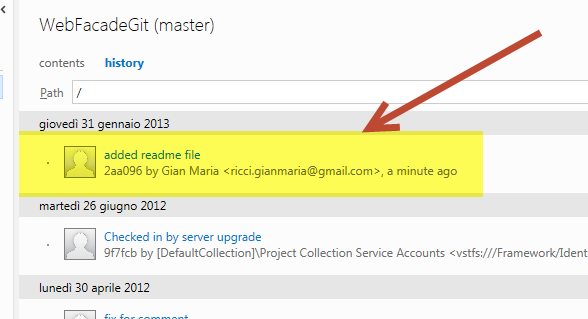 WebFacadeGit (master)
contents history
Path /
giovedì 31 gennaio 2013
added readme file
2aa096 by Gian Maria <ricci.gianmaria@gmail.com>, a minute ago
martedì 26 giugno 2012
Checked in by server upgrade
9f7fcb by [DefaultCollection]\Project Collection Service Accounts <vstfs:///Framework/Ident
lunedì 30 aprile 2012
fix for comment